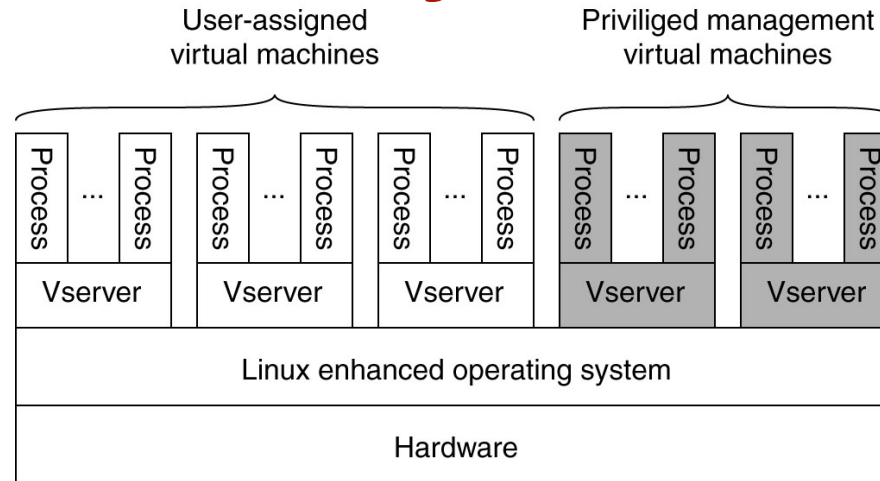 User-assigned
virtual machines
Priviliged management
virtual machines
Process
...
Process
Process
...
Process
Process
...
Process
Process
...
Process
Process
...
Process
Vserver
Vserver
Vserver
Vserver
Vserver
Linux enhanced operating system
Hardware